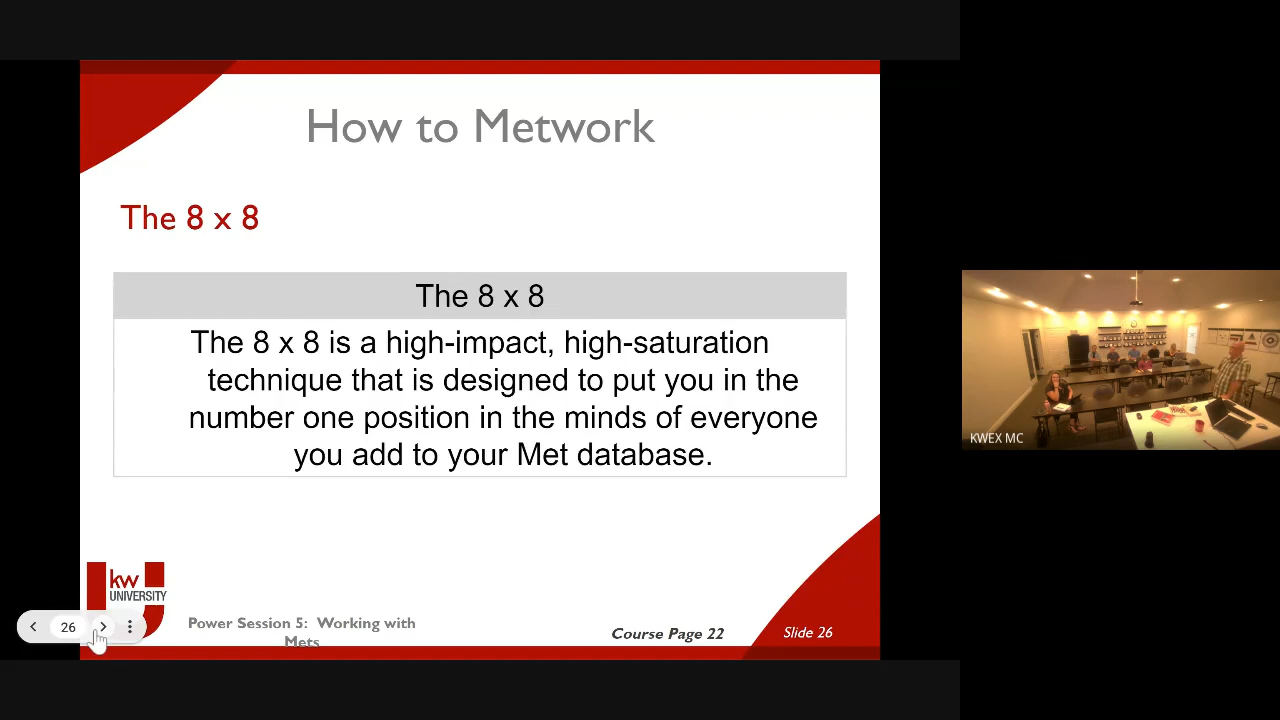 How to Metwork
The 8 x 8
The 8 x 8
The 8 x 8 is a high-impact, high-saturation
technique that is designed to put you in the
number one position in the minds of everyone
you add to your Met database.
kw
UNIVERSITY
26
Power Session 5: Working with
Mets
Course Page 22
Slide 26
KWEX MC